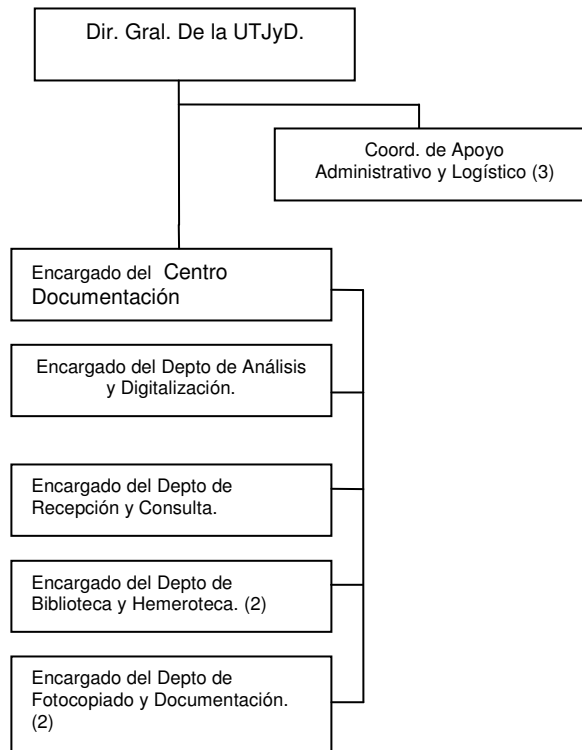 Dir. Gral. De la UTJyD.
Coord. de Apoyo
Administrativo y Logístico (3)
Encargado del Centro
Documentación
Encargado del Depto de Análisis
y Digitalización.
Encargado del Depto de
Recepción y Consulta.
Encargado del Depto de
Biblioteca y Hemeroteca. (2)
Encargado del Depto de
Fotocopiado y Documentación.
(2)